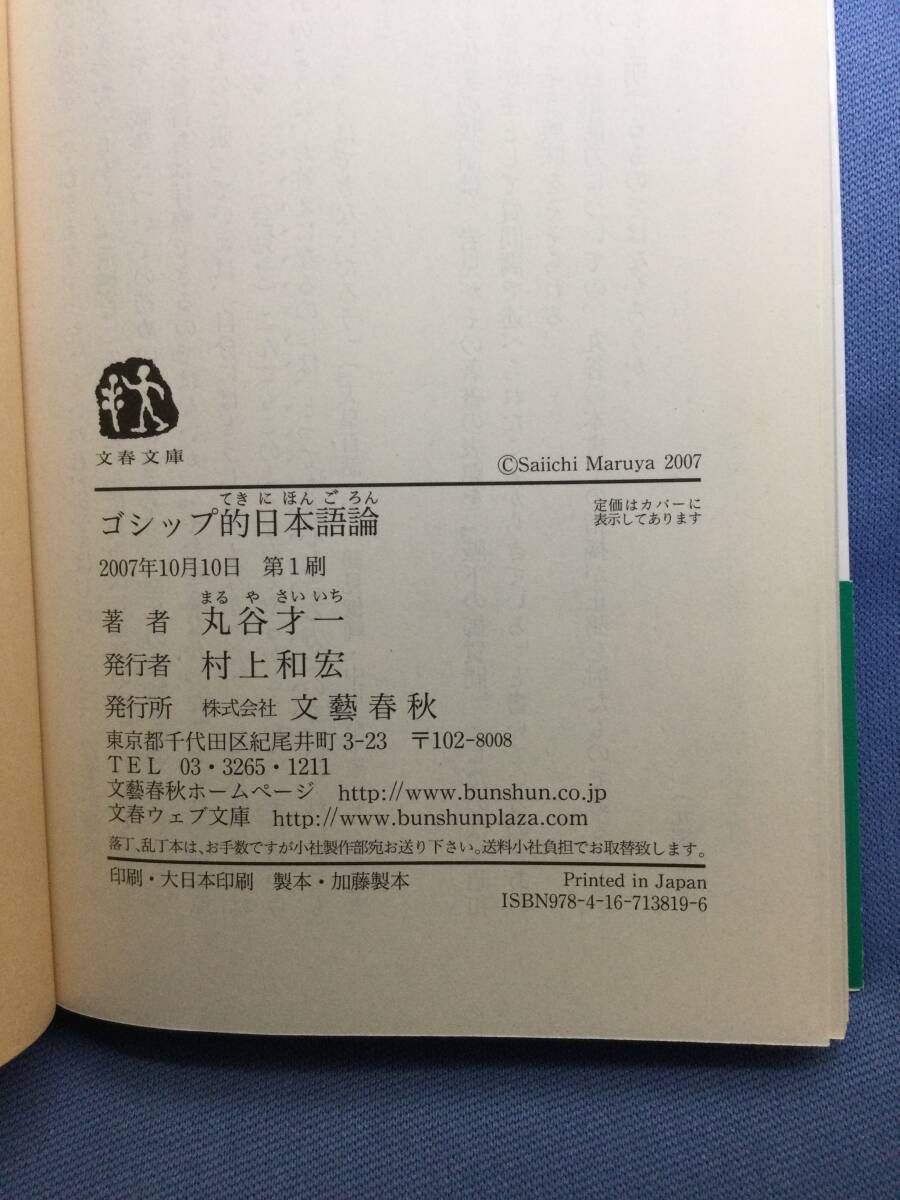 文春文庫
©Saiichi Maruya 2007
てき に ほん ご ろん
ゴシップ的日本語論
定価はカバーに
表示してあります
2007年10月10日 第1刷
まる や さい いち
著 者 丸谷才一
発行者 村上和宏
発行所 株式会社 文藝春秋
東京都千代田区紀尾井町 3-23 〒102-8008
TEL 03・3265・1211
文藝春秋ホームページ http://www.bunshun.co.jp
文春ウェブ文庫 http://www.bunshunplaza.com
落丁、乱丁本は、お手数ですが小社製作部宛お送り下さい。送料小社負担でお取替致します。
印刷・大日本印刷 製本・加藤製本
Printed in Japan
ISBN978-4-16-713819-6